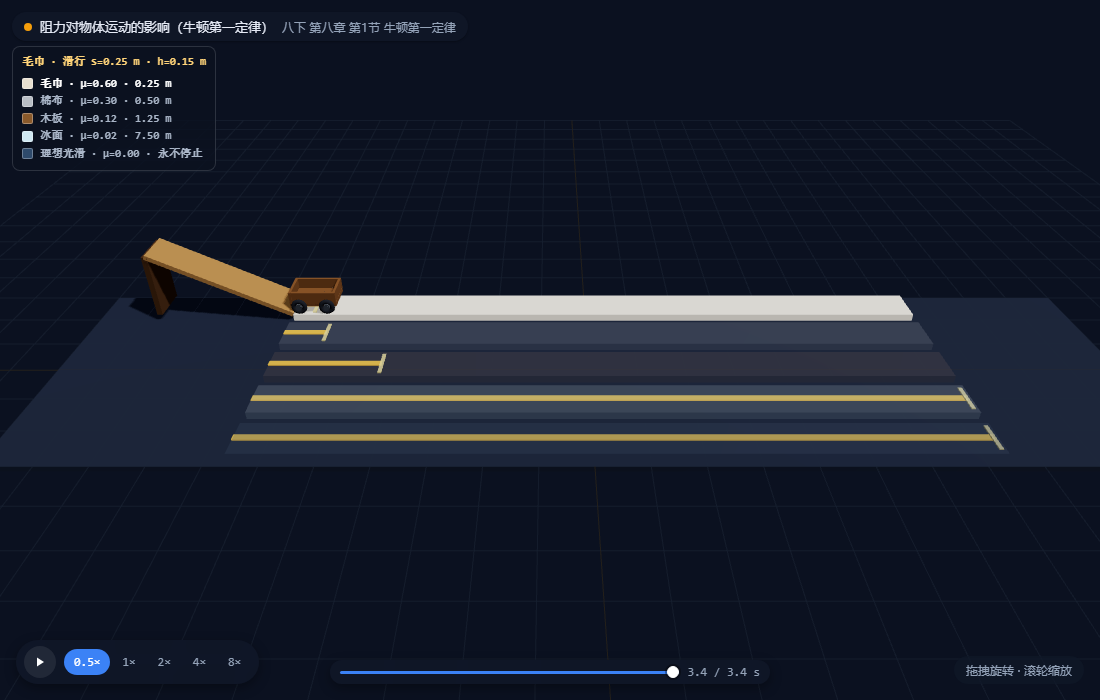 阻力对物体运动的影响（牛顿第一定律） 八下 第八章 第1节 牛顿第一定律
毛巾 · 滑行 s=0.25 m · h=0.15 m
毛巾 · μ=0.60 · 0.25 m
棉布 · μ=0.30 · 0.50 m
木板 · μ=0.12 · 1.25 m
冰面 · μ=0.02 · 7.50 m
理想光滑 · μ=0.00 · 永不停止
0.5× 1× 2× 4× 8×
3.4 / 3.4 s
拖拽旋转 · 滚轮缩放